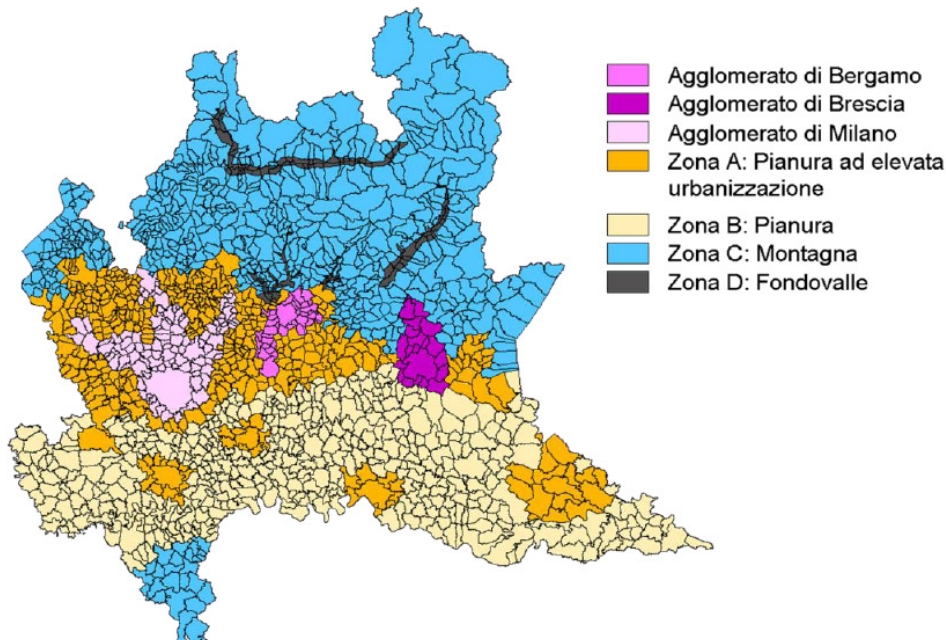 Agglomerato di Bergamo
Agglomerato di Brescia
Agglomerato di Milano
Zona A: Pianura ad elevata
urbanizzazione
Zona B: Pianura
Zona C: Montagna
Zona D: Fondovalle